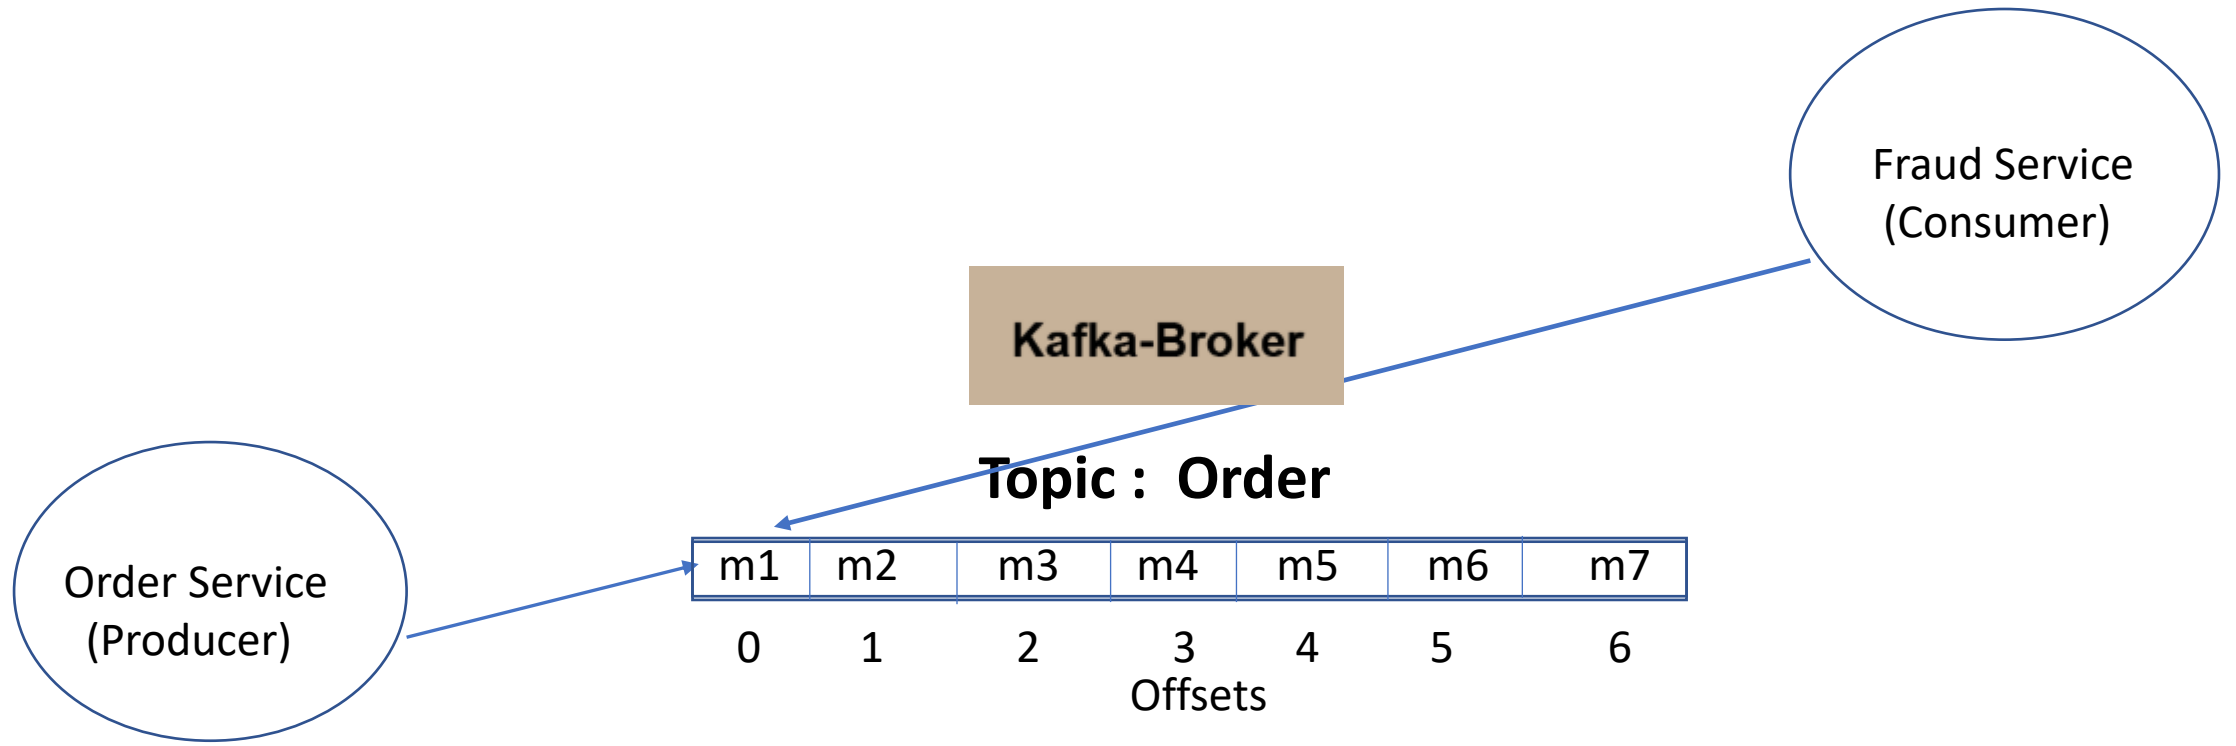 Fraud Service
(Consumer)
Kafka-Broker
Topic : Order
Order Service
(Producer)
m1 m2 m3 m4 m5 m6 m7
0 1 2 3 4 5 6
Offsets